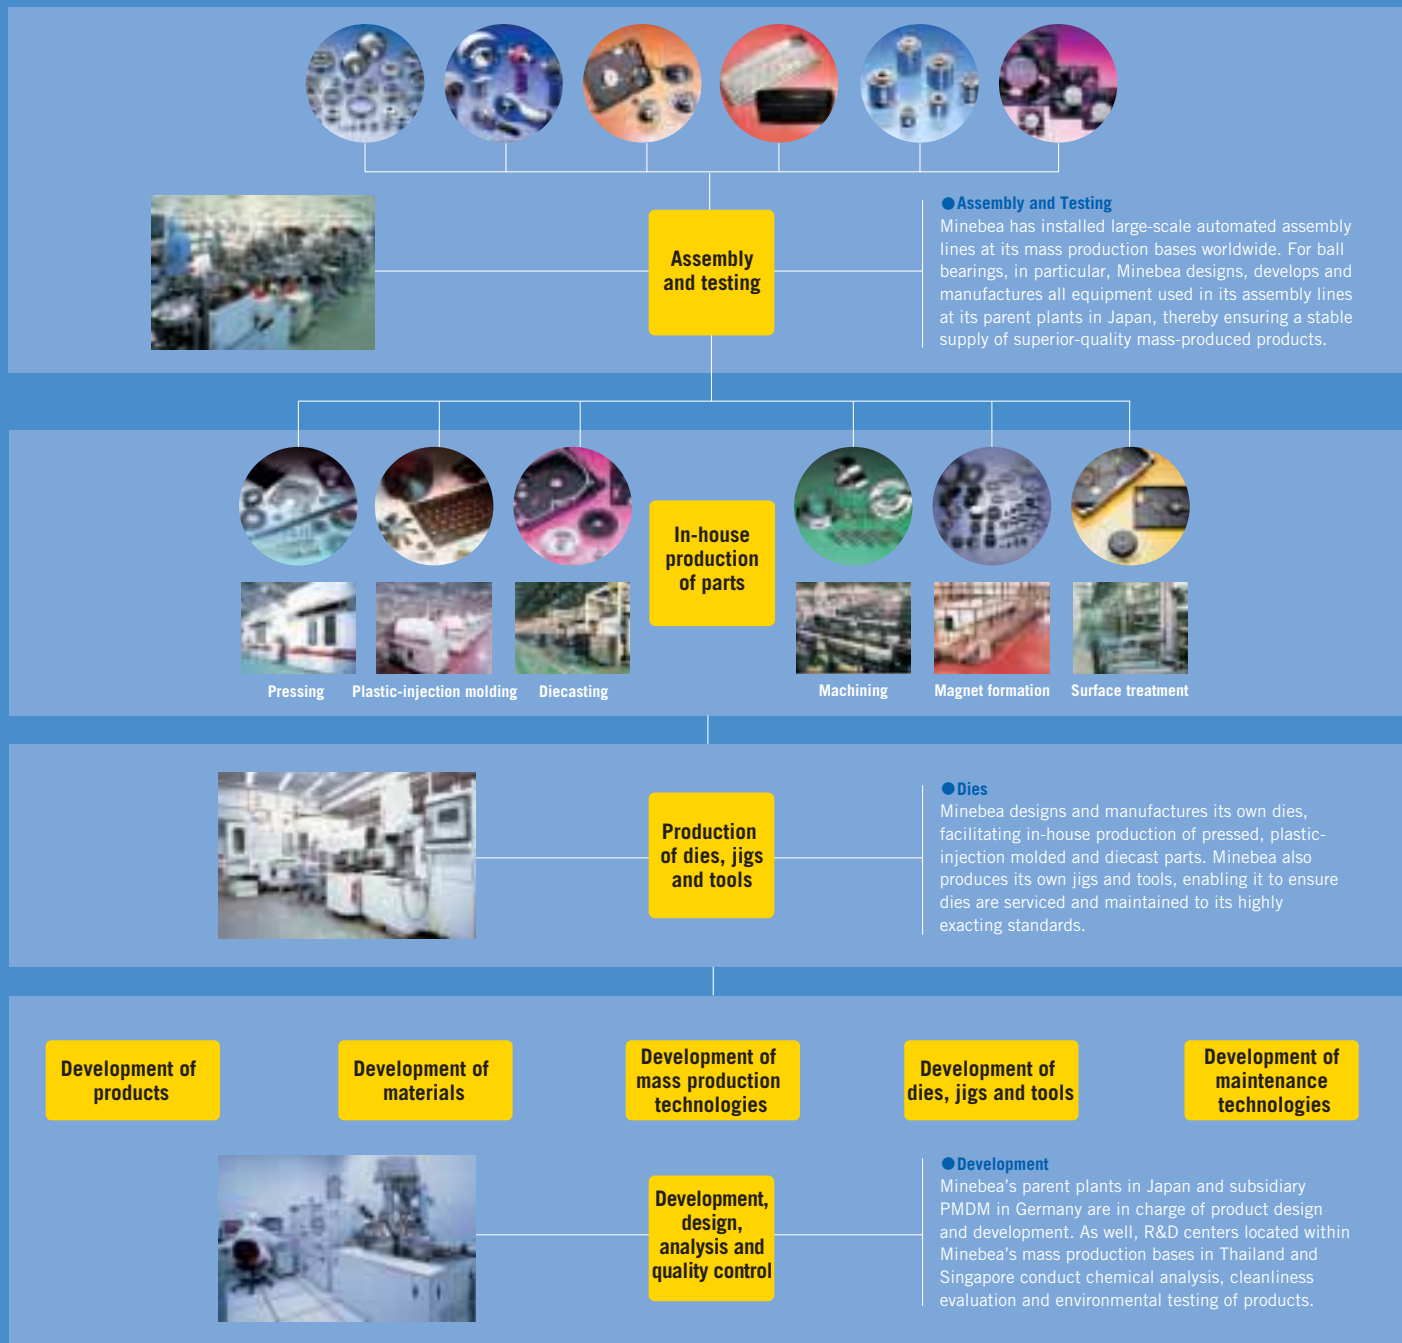 Assembly
and testing
●Assembly and Testing
Minebea has installed large-scale automated assembly
lines at its mass production bases worldwide. For ball
bearings, in particular, Minebea designs, develops and
manufactures all equipment used in its assembly lines
at its parent plants in Japan, thereby ensuring a stable
supply of superior-quality mass-produced products.
In-house
production
of parts
Pressing
Plastic-injection molding
Diecasting
Machining
Magnet formation
Surface treatment
Production
of dies, jigs
and tools
●Dies
Minebea designs and manufactures its own dies,
facilitating in-house production of pressed, plastic-
injection molded and diecast parts. Minebea also
produces its own jigs and tools, enabling it to ensure
dies are serviced and maintained to its highly
exacting standards.
Development of
products
Development of
materials
Development of
mass production
technologies
Development of
dies, jigs and tools
Development of
maintenance
technologies
Development,
design,
analysis and
quality control
●Development
Minebea's parent plants in Japan and subsidiary
PMDM in Germany are in charge of product design
and development. As well, R&D centers located within
Minebea's mass production bases in Thailand and
Singapore conduct chemical analysis, cleanliness
evaluation and environmental testing of products.